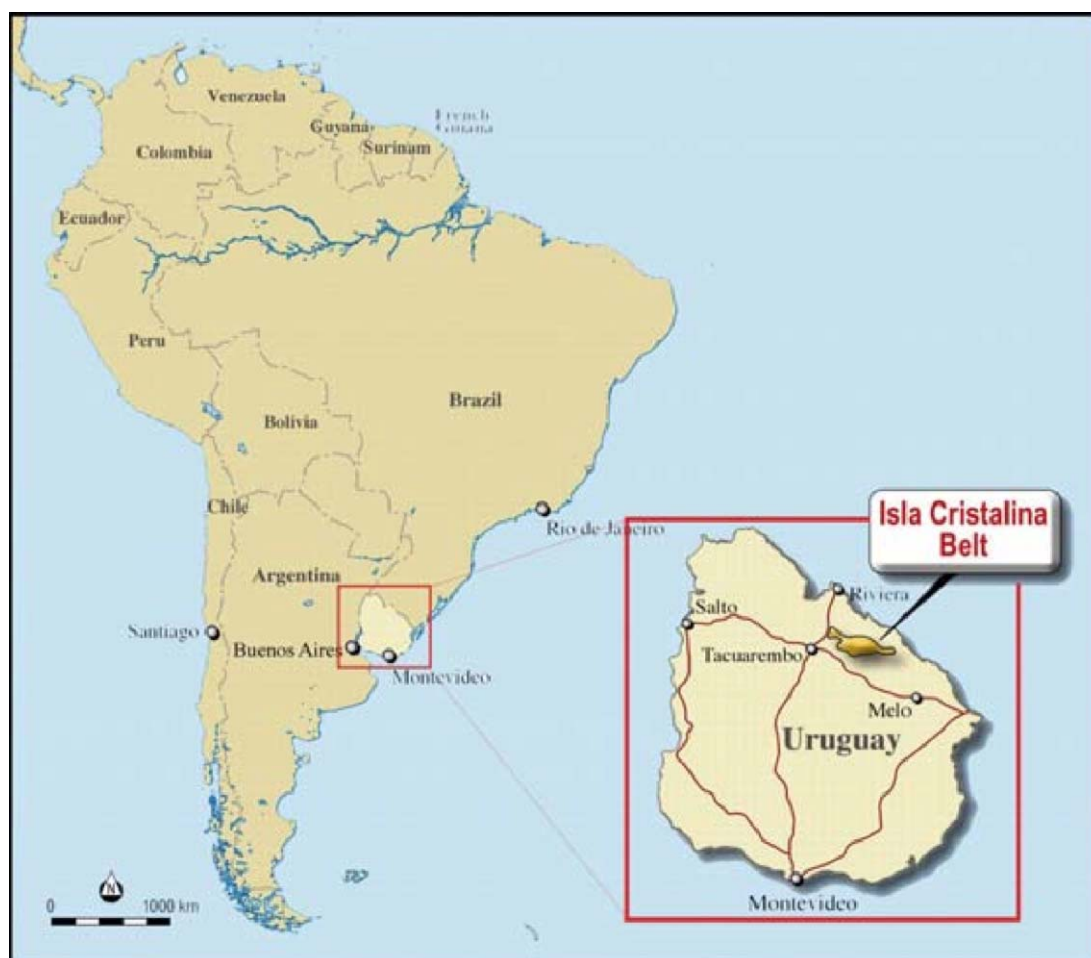 Venezuela
French
Guiana
Guyana
Surinam
Colombia
Ecuador
Peru
Brazil
Bolivia
Chile
Rio de Janeiro
Isla Cristalina
Belt
Argentina
Riviera
Salto
Santiago
Buenos Aires
Tacuarembo
Montevideo
Melo
Uruguay
N
0 1000 km
Montevideo